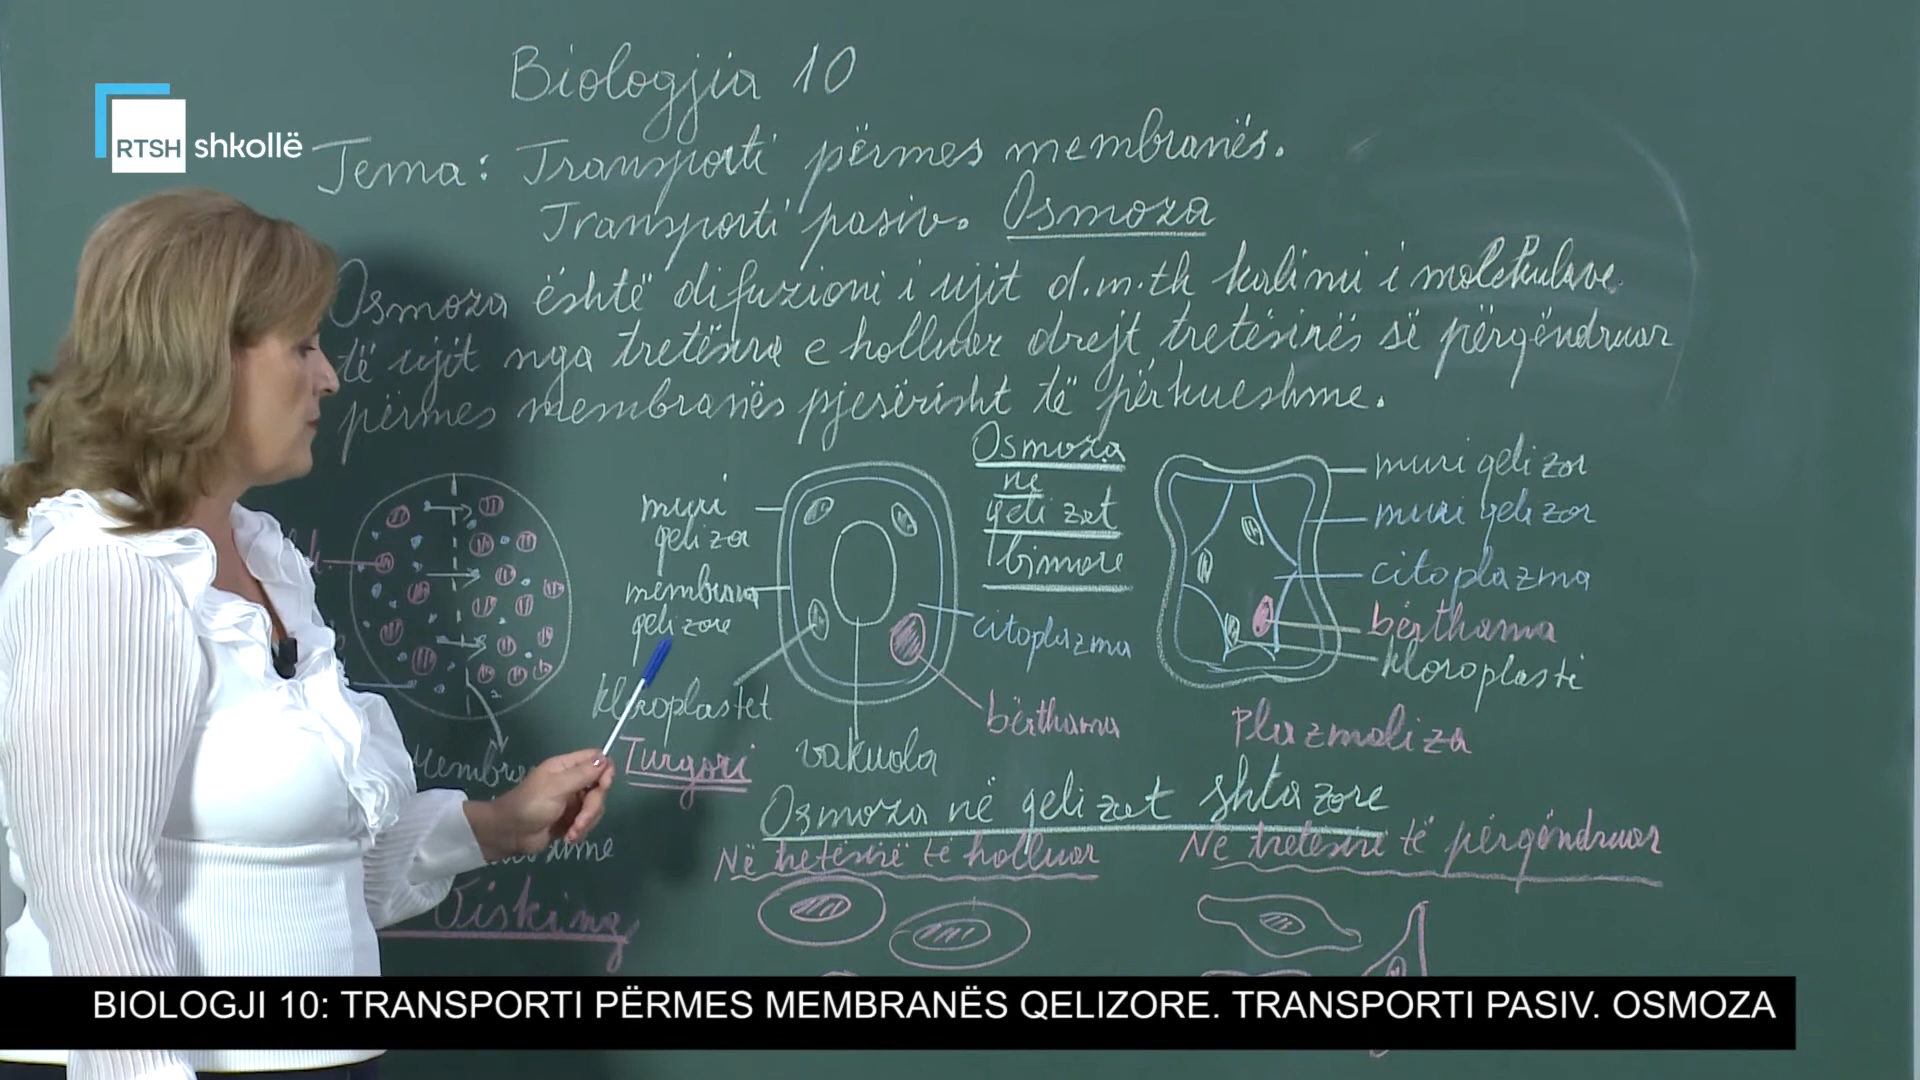 RTSH shkollë
Biologjia 10
Tema: Transporti përmes membranës.
Transporti pasiv. Osmoza
Osmoza është difuzioni i ujit d.m.th kalimi i molekulave
të ujit nga tretësira e holluar drejt tretësirës së përqëndruar
përmes membranës pjesërisht të përkueshme.
muri
qelizor
membrana
qelizore
kloroplastet
Turgori
vakuola
bërthama
citoplazma
Osmoza
në
qelizat
bimore
muri qelizor
muri qelizor
citoplazma
bërthama
kloroplasti
Plazmoliza
Membran
Visking
Osmoza në qelizat shtazore
Në tretësirë të holluar
Në tretësirë të përqëndruar
BIOLOGJI 10: TRANSPORTI PËRMES MEMBRANËS QELIZORE. TRANSPORTI PASIV. OSMOZA